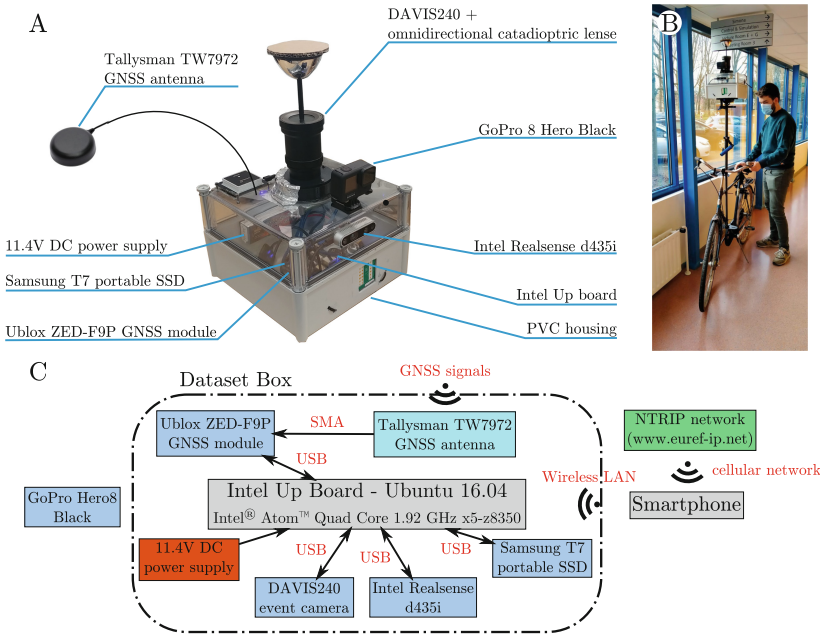 A
DAVIS240 +
omnidirectional catadioptric lense
B
Tallysman TW7972
GNSS antenna
GoPro 8 Hero Black
11.4V DC power supply
Intel Realsense d435i
Samsung T7 portable SSD
Intel Up board
Ublox ZED-F9P GNSS module
PVC housing
C
Dataset Box
GNSS signals
Ublox ZED-F9P
GNSS module
SMA
Tallysman TW7972
GNSS antenna
NTRIP network
(www.euref-ip.net)
USB
Wireless LAN
cellular network
GoPro Hero8
Black
Intel Up Board - Ubuntu 16.04
Intel® Atom™ Quad Core 1.92 GHz x5-z8350
Smartphone
11.4V DC
power supply
USB
USB
USB
Samsung T7
portable SSD
DAVIS240
event camera
Intel Realsense
d435i